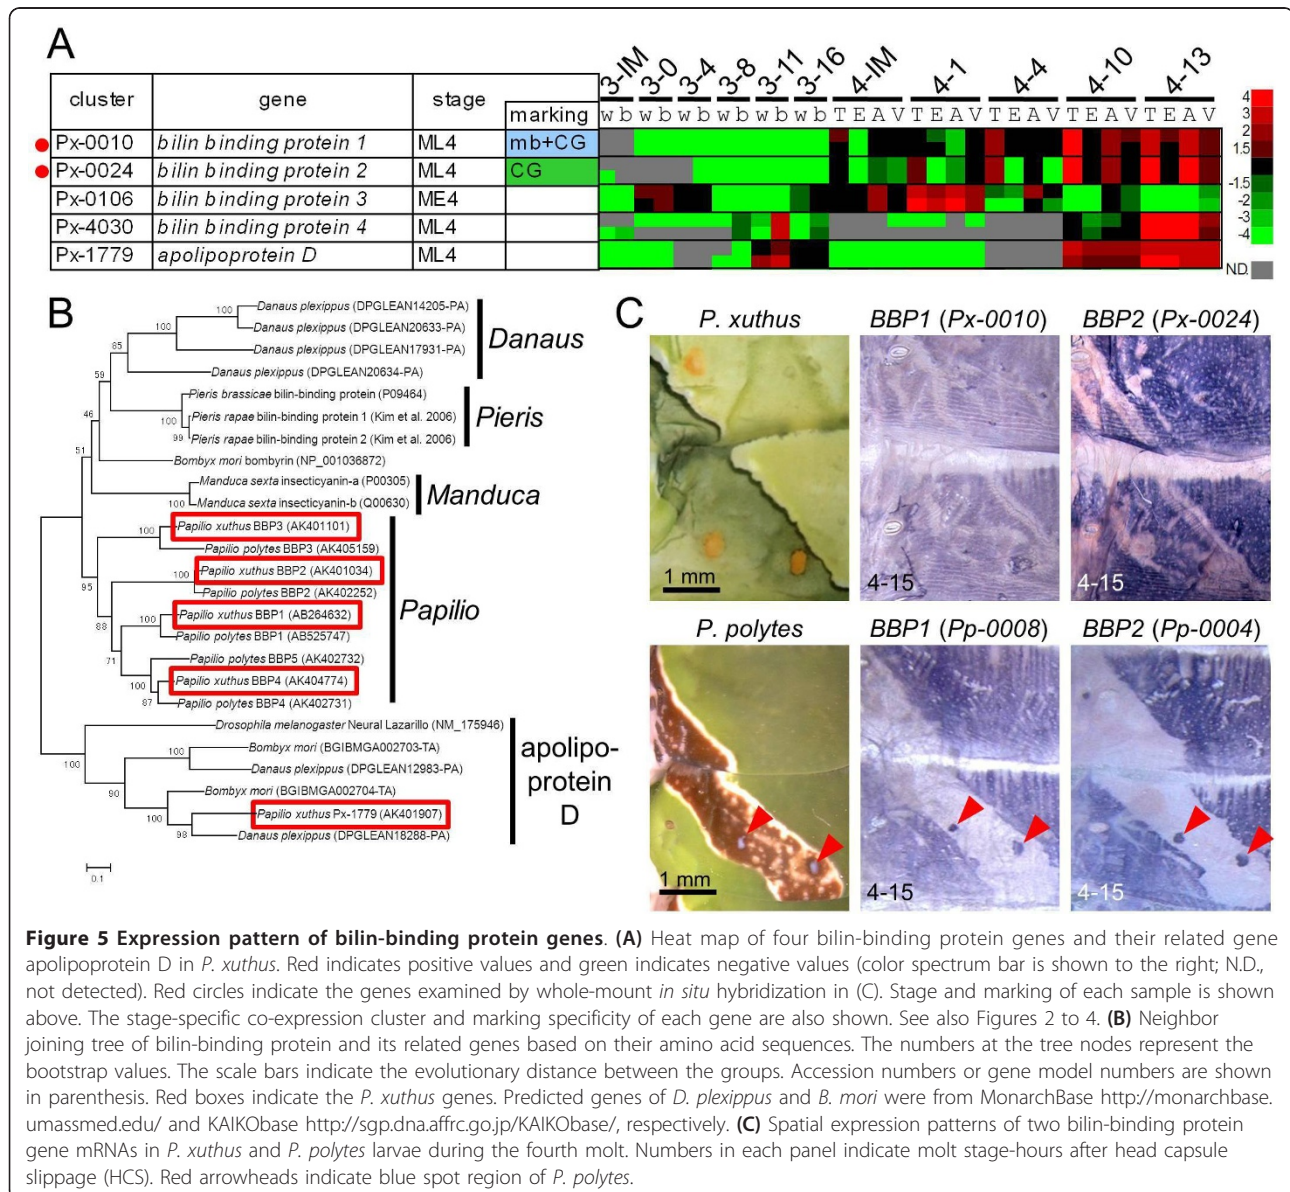 A
3-IM 3-0 3-4 3-8 3-11 3-16 4-IM 4-1 4-4 4-10 4-13
cluster gene stage marking w b w b w b w b w b w b T E A V T E A V T E A V T E A V T E A V
Px-0010 bilin binding protein 1 ML4 mb+CG
Px-0024 bilin binding protein 2 ML4 CG
Px-0106 bilin binding protein 3 ME4
Px-4030 bilin binding protein 4 ML4
Px-1779 apolipoprotein D ML4
4
3
2
1.5
-1.5
-2
-3
-4
N.D.
B
Danaus plexippus (DPGLEAN14205-PA)
100
Danaus plexippus (DPGLEAN20633-PA)
100
Danaus plexippus (DPGLEAN17931-PA)
85
Danaus plexippus (DPGLEAN20634-PA)
Danaus
59
Pieris brassicae bilin-binding protein (P09464)
46
100
Pieris rapae bilin-binding protein 1 (Kim et al. 2006)
99
Pieris rapae bilin-binding protein 2 (Kim et al. 2006)
Pieris
51
Bombyx mori bombyrin (NP_001036872)
Manduca sexta insecticyanin-a (P00305)
100
Manduca sexta insecticyanin-b (Q00630)
Manduca
Papilio xuthus BBP3 (AK401101)
100
Papilio polytes BBP3 (AK405159)
95
Papilio xuthus BBP2 (AK401034)
100
Papilio polytes BBP2 (AK402252)
88
Papilio xuthus BBP1 (AB264632)
100
Papilio polytes BBP1 (AB525747)
71
Papilio polytes BBP5 (AK402732)
100
Papilio xuthus BBP4 (AK404774)
87
Papilio polytes BBP4 (AK402731)
Papilio
Drosophila melanogaster Neural Lazarillo (NM_175946)
100
Bombyx mori (BGIBMGA002703-TA)
100
Danaus plexippus (DPGLEAN12983-PA)
90
Bombyx mori (BGIBMGA002704-TA)
100
Papilio xuthus Px-1779 (AK401907)
98
Danaus plexippus (DPGLEAN18288-PA)
apolipo-
protein
D
0.1
C
P. xuthus BBP1 (Px-0010) BBP2 (Px-0024)
1 mm 4-15 4-15
P. polytes BBP1 (Pp-0008) BBP2 (Pp-0004)
1 mm 4-15 4-15
Figure 5 Expression pattern of bilin-binding protein genes. (A) Heat map of four bilin-binding protein genes and their related gene
apolipoprotein D in P. xuthus. Red indicates positive values and green indicates negative values (color spectrum bar is shown to the right; N.D.,
not detected). Red circles indicate the genes examined by whole-mount in situ hybridization in (C). Stage and marking of each sample is shown
above. The stage-specific co-expression cluster and marking specificity of each gene are also shown. See also Figures 2 to 4. (B) Neighbor
joining tree of bilin-binding protein and its related genes based on their amino acid sequences. The numbers at the tree nodes represent the
bootstrap values. The scale bars indicate the evolutionary distance between the groups. Accession numbers or gene model numbers are shown
in parenthesis. Red boxes indicate the P. xuthus genes. Predicted genes of D. plexippus and B. mori were from MonarchBase http://monarchbase.
umassmed.edu/ and KAIKObase http://sgp.dna.affrc.go.jp/KAIKObase/, respectively. (C) Spatial expression patterns of two bilin-binding protein
gene mRNAs in P. xuthus and P. polytes larvae during the fourth molt. Numbers in each panel indicate molt stage-hours after head capsule
slippage (HCS). Red arrowheads indicate blue spot region of P. polytes.